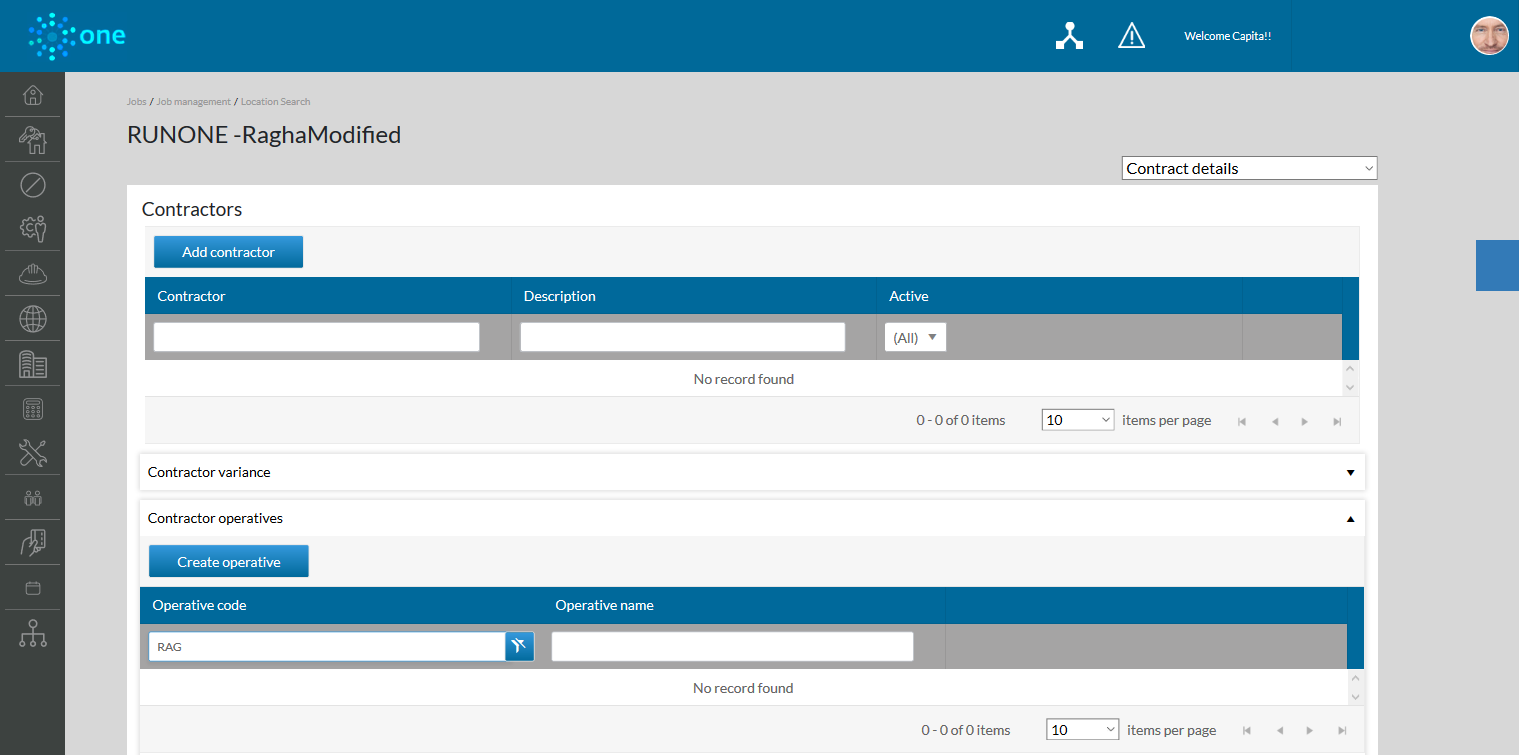 one
Welcome Capita!!
Jobs / Job management / Location Search
RUNONE -RaghaModified
Contract details
Contractors
Add contractor
Contractor Description Active
(All)
No record found
0 - 0 of 0 items 10 items per page
Contractor variance
Contractor operatives
Create operative
Operative code Operative name
RAG
No record found
0 - 0 of 0 items 10 items per page